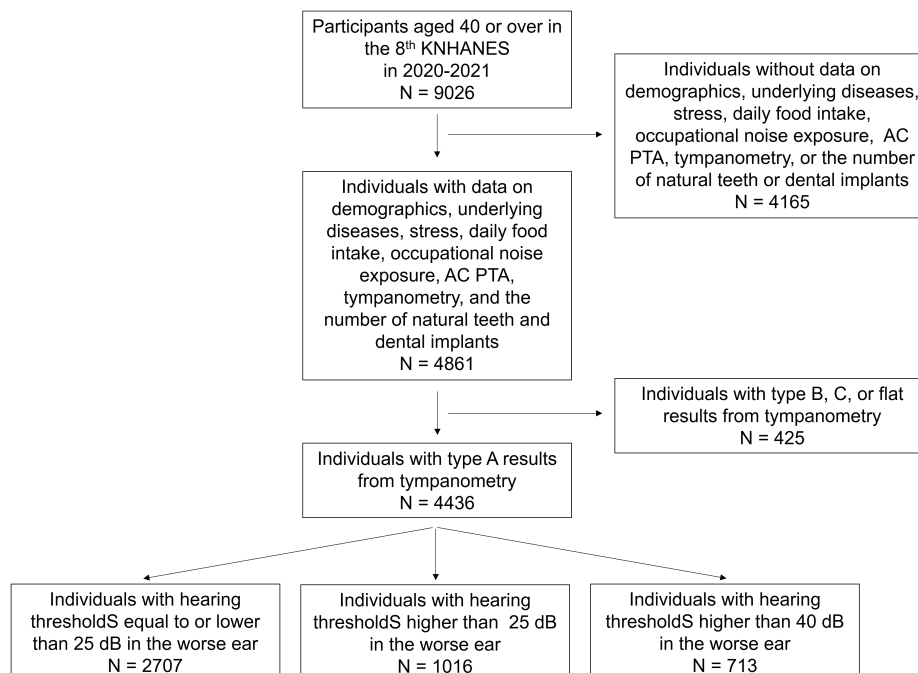 Participants aged 40 or over in
the 8th KNHANES
in 2020-2021
N = 9026
Individuals without data on
demographics, underlying diseases,
stress, daily food intake,
occupational noise exposure, AC
PTA, tympanometry, or the number
of natural teeth or dental implants
N = 4165
Individuals with data on
demographics, underlying
diseases, stress, daily food
intake, occupational noise
exposure, AC PTA,
tympanometry, and the
number of natural teeth and
dental implants
N = 4861
Individuals with type B, C, or flat
results from tympanometry
N = 425
Individuals with type A results
from tympanometry
N = 4436
Individuals with hearing
thresholdS equal to or lower
than 25 dB in the worse ear
N = 2707
Individuals with hearing
thresholdS higher than 25 dB
in the worse ear
N = 1016
Individuals with hearing
thresholdS higher than 40 dB
in the worse ear
N = 713